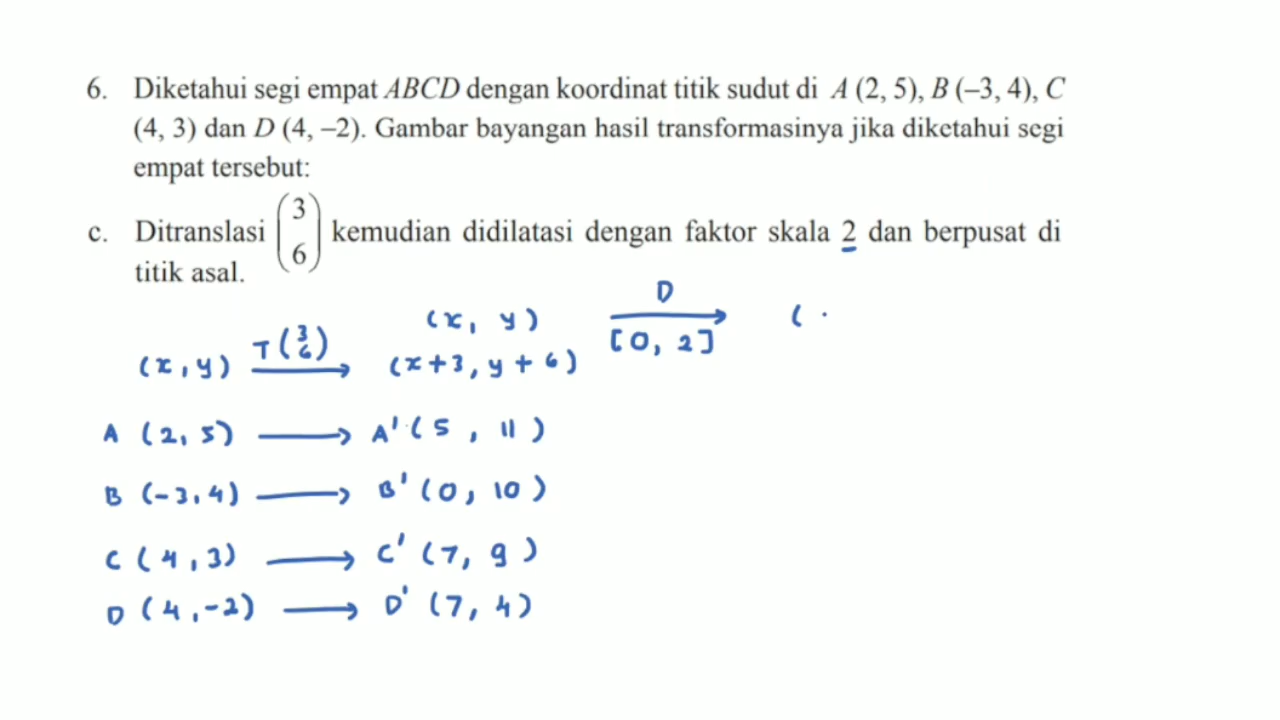 6. Diketahui segi empat ABCD dengan koordinat titik sudut di A (2, 5), B (–3, 4), C
(4, 3) dan D (4, –2). Gambar bayangan hasil transformasinya jika diketahui segi
empat tersebut:
c. Ditranslasi (3 6) kemudian didilatasi dengan faktor skala 2 dan berpusat di
titik asal.
(x, y) D [0, 2] ( .
(x, y) T(3 6) → (x+3, y+6)
A (2, 5) → A' (5, 11)
B (-3, 4) → B' (0, 10)
C (4, 3) → C' (7, 9)
D (4, -2) → D' (7, 4)